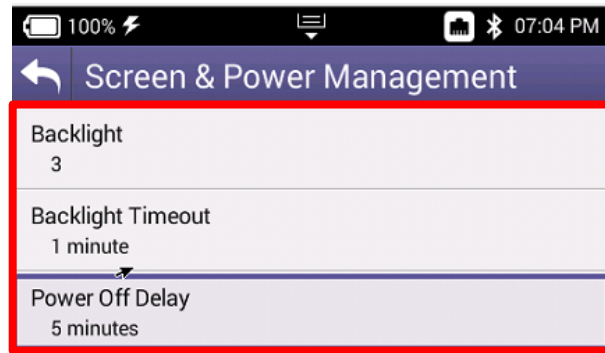 100% 07:04 PM
Screen & Power Management
Backlight
3
Backlight Timeout
1 minute
Power Off Delay
5 minutes